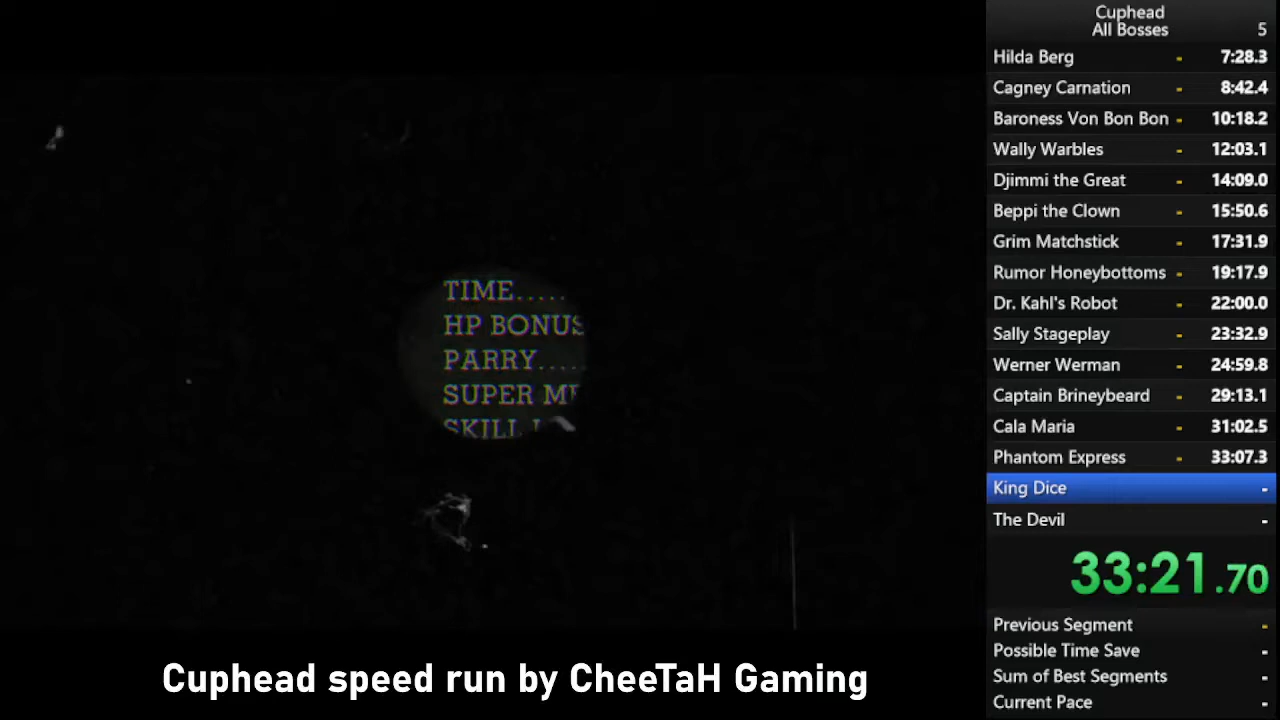 Cuphead
All Bosses 5
Hilda Berg - 7:28.3
Cagney Carnation - 8:42.4
Baroness Von Bon Bon - 10:18.2
Wally Warbles - 12:03.1
Djimmi the Great - 14:09.0
Beppi the Clown - 15:50.6
Grim Matchstick - 17:31.9
Rumor Honeybottoms - 19:17.9
Dr. Kahl's Robot - 22:00.0
Sally Stageplay - 23:32.9
Werner Werman - 24:59.8
Captain Brineybeard - 29:13.1
Cala Maria - 31:02.5
Phantom Express - 33:07.3
King Dice -
The Devil -
33:21.70
Previous Segment -
Possible Time Save -
Sum of Best Segments -
Current Pace -
TIME.....
HP BONUS
PARRY.....
SUPER
SKILL
Cuphead speed run by CheeTaH Gaming